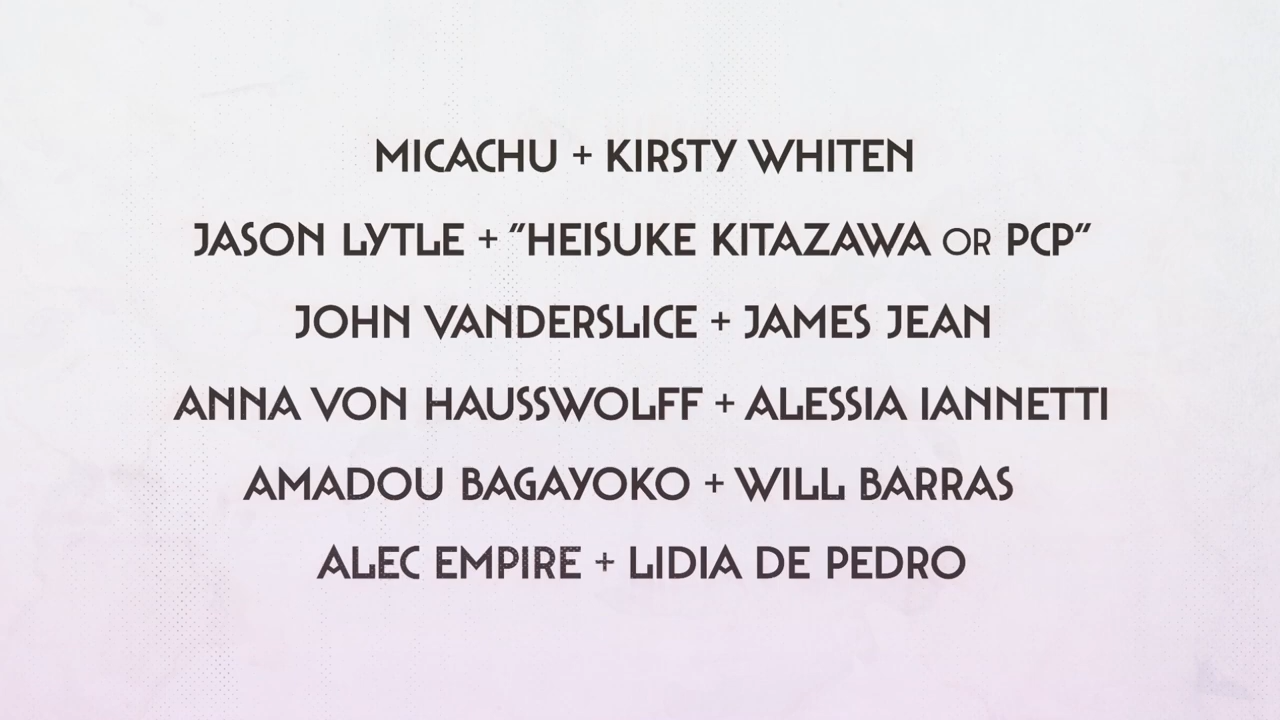 MICACHU + KIRSTY WHITEN
JASON LYTLE + "HEISUKE KITAZAWA OR PCP"
JOHN VANDERSLICE + JAMES JEAN
ANNA VON HAUSSWOLFF + ALESSIA IANNETTI
AMADOU BAGAYOKO + WILL BARRAS
ALEC EMPIRE + LIDIA DE PEDRO